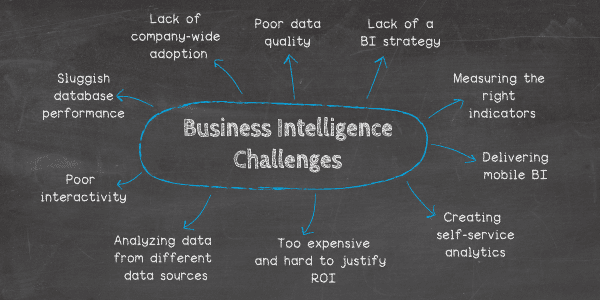 Lack of
company-wide
adoption
Poor data
quality
Lack of a
BI strategy
Sluggish
database
performance
Measuring the
right
indicators
Business Intelligence
Challenges
Delivering
mobile BI
Poor
interactivity
Creating
self-service
analytics
Analyzing data
from different
data sources
Too expensive
and hard to justify
ROI